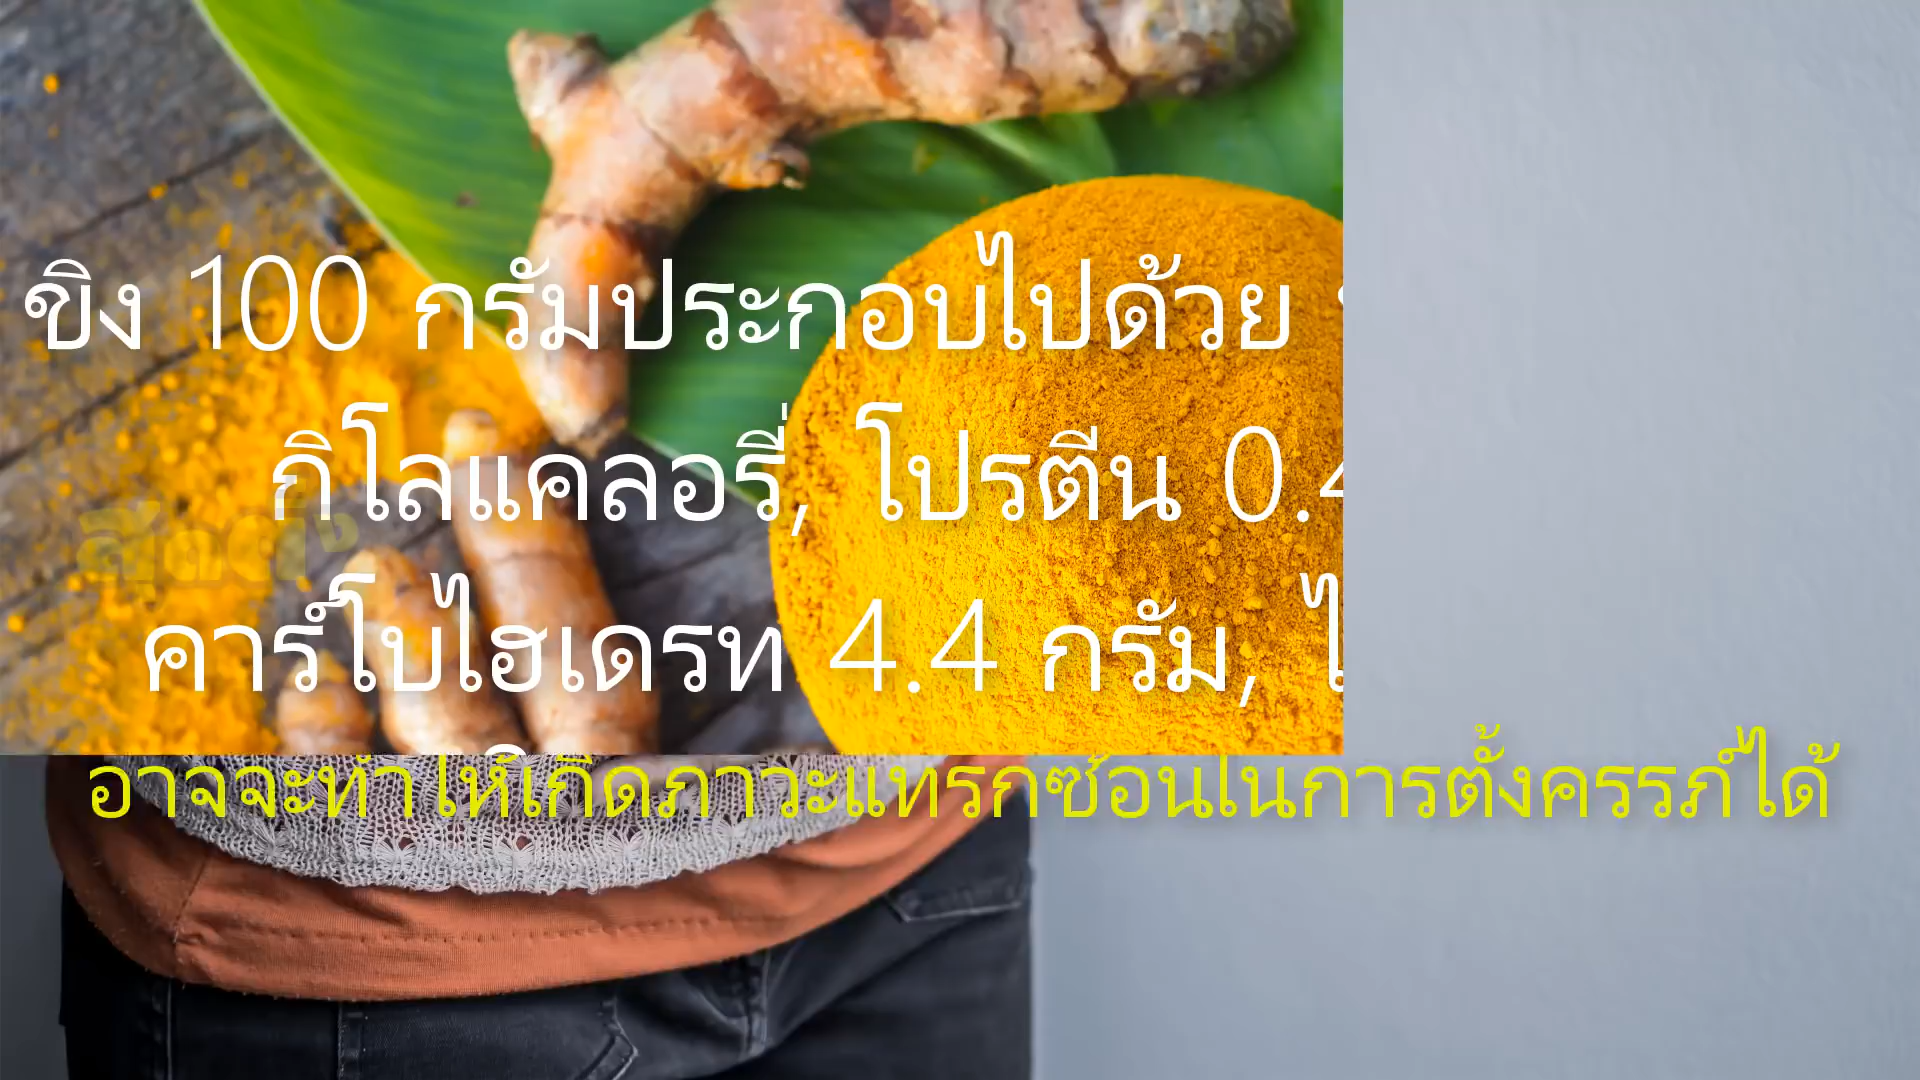 ขิง 100 กรัมประกอบไปด้วย
กิโลแคลอรี่, โปรตีน 0.4
คาร์โบไฮเดรท 4.4 กรัม, ไ
อาจจะทำให้เกิดภาวะแทรกซ้อนในการตั้งครรภ์ได้